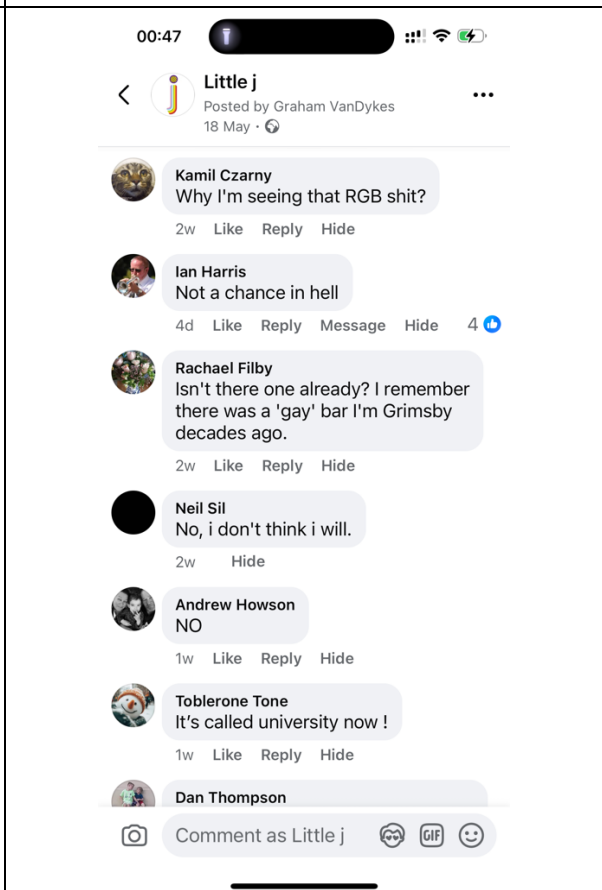 00:47
j
Little j
Posted by Graham VanDykes
18 May ·
Kamil Czarny
Why I'm seeing that RGB shit?
2w Like Reply Hide
Ian Harris
Not a chance in hell
4d Like Reply Message Hide 4
Rachael Filby
Isn't there one already? I remember
there was a 'gay' bar I'm Grimsby
decades ago.
2w Like Reply Hide
Neil Sil
No, i don't think i will.
2w Hide
Andrew Howson
NO
1w Like Reply Hide
Toblerone Tone
It's called university now !
1w Like Reply Hide
Dan Thompson
Comment as Little j GIF